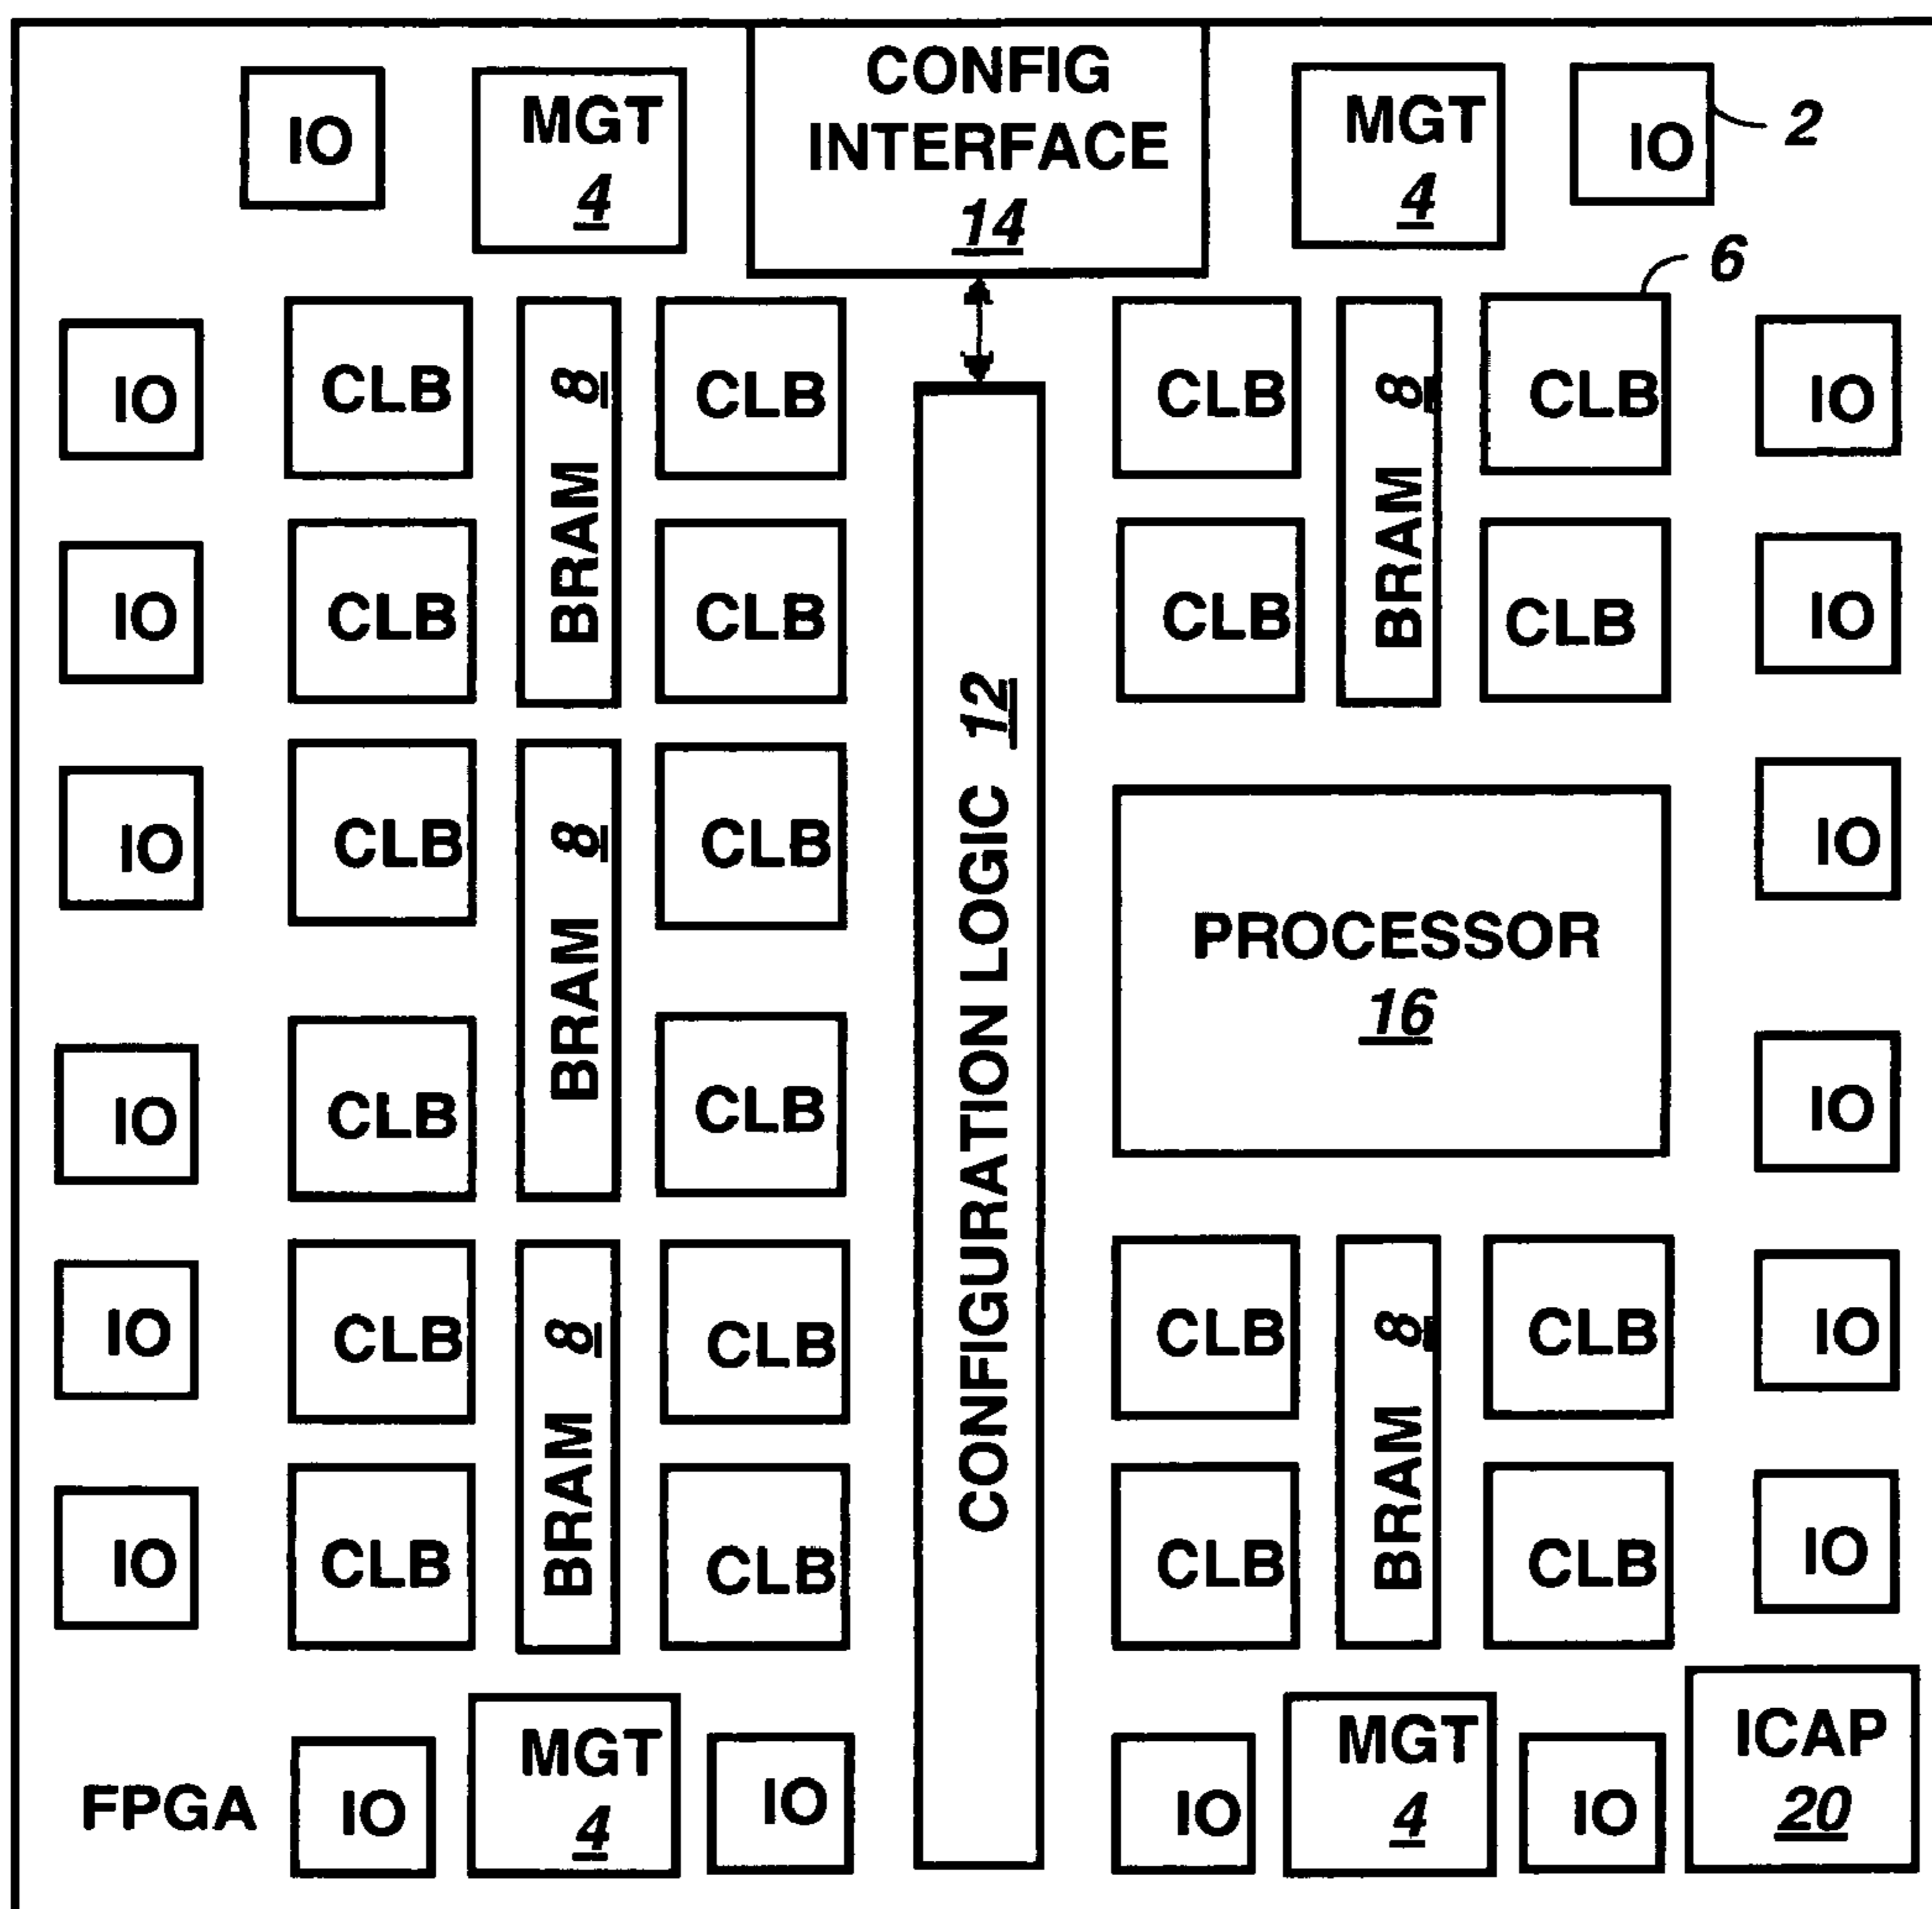 CONFIG
INTERFACE
14
IO
MGT
4
MGT
4
IO
2
6
IO
CLB
BRAM 8
CLB
CLB
BRAM 8
CLB
IO
IO
CLB
CLB
CLB
CLB
IO
CONFIGURATION LOGIC 12
IO
CLB
BRAM 8
CLB
IO
PROCESSOR
16
IO
CLB
CLB
IO
IO
CLB
BRAM 8
CLB
CLB
BRAM 8
CLB
IO
IO
CLB
CLB
CLB
CLB
IO
FPGA
IO
MGT
4
IO
IO
MGT
4
IO
ICAP
20